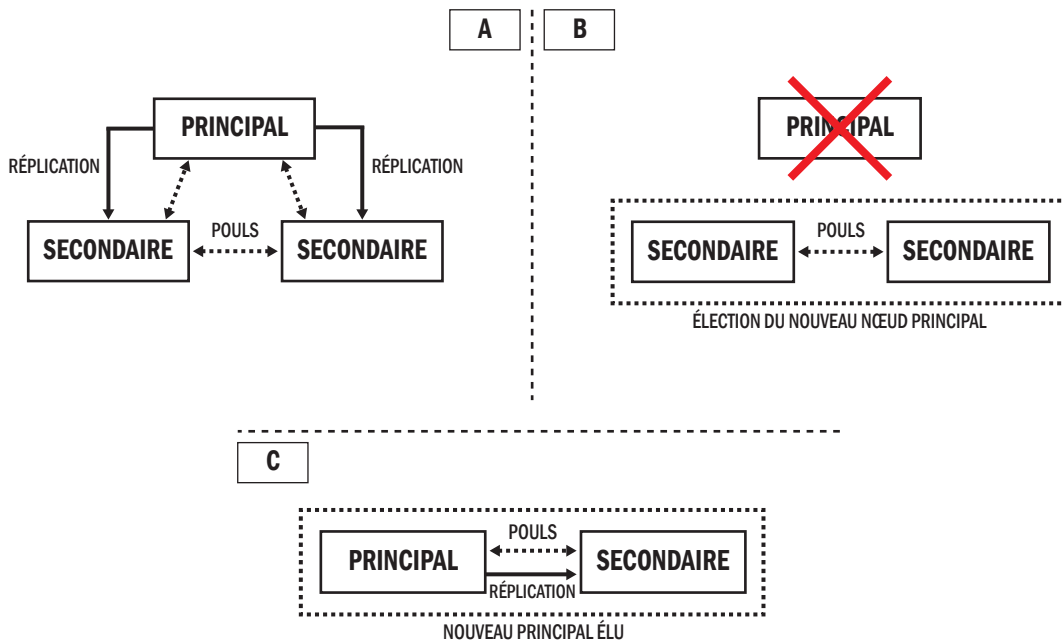 A
PRINCIPAL
RÉPLICATION
RÉPLICATION
SECONDAIRE
POULS
SECONDAIRE
B
PRINCIPAL
SECONDAIRE
POULS
SECONDAIRE
ÉLECTION DU NOUVEAU NŒUD PRINCIPAL
C
PRINCIPAL
POULS
RÉPLICATION
SECONDAIRE
NOUVEAU PRINCIPAL ÉLU